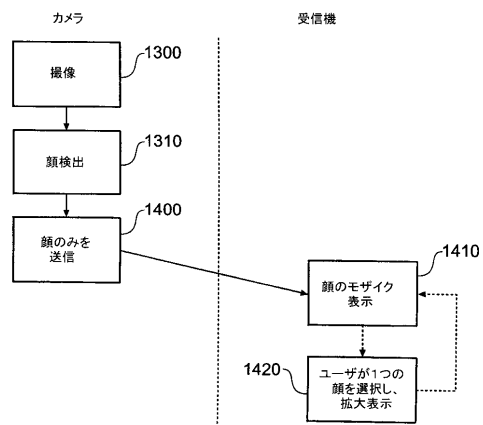 カメラ
受信機
撮像
1300
顔検出
1310
顔のみを
送信
1400
顔のモザイク
表示
1410
ユーザが1つの
顔を選択し、
拡大表示
1420